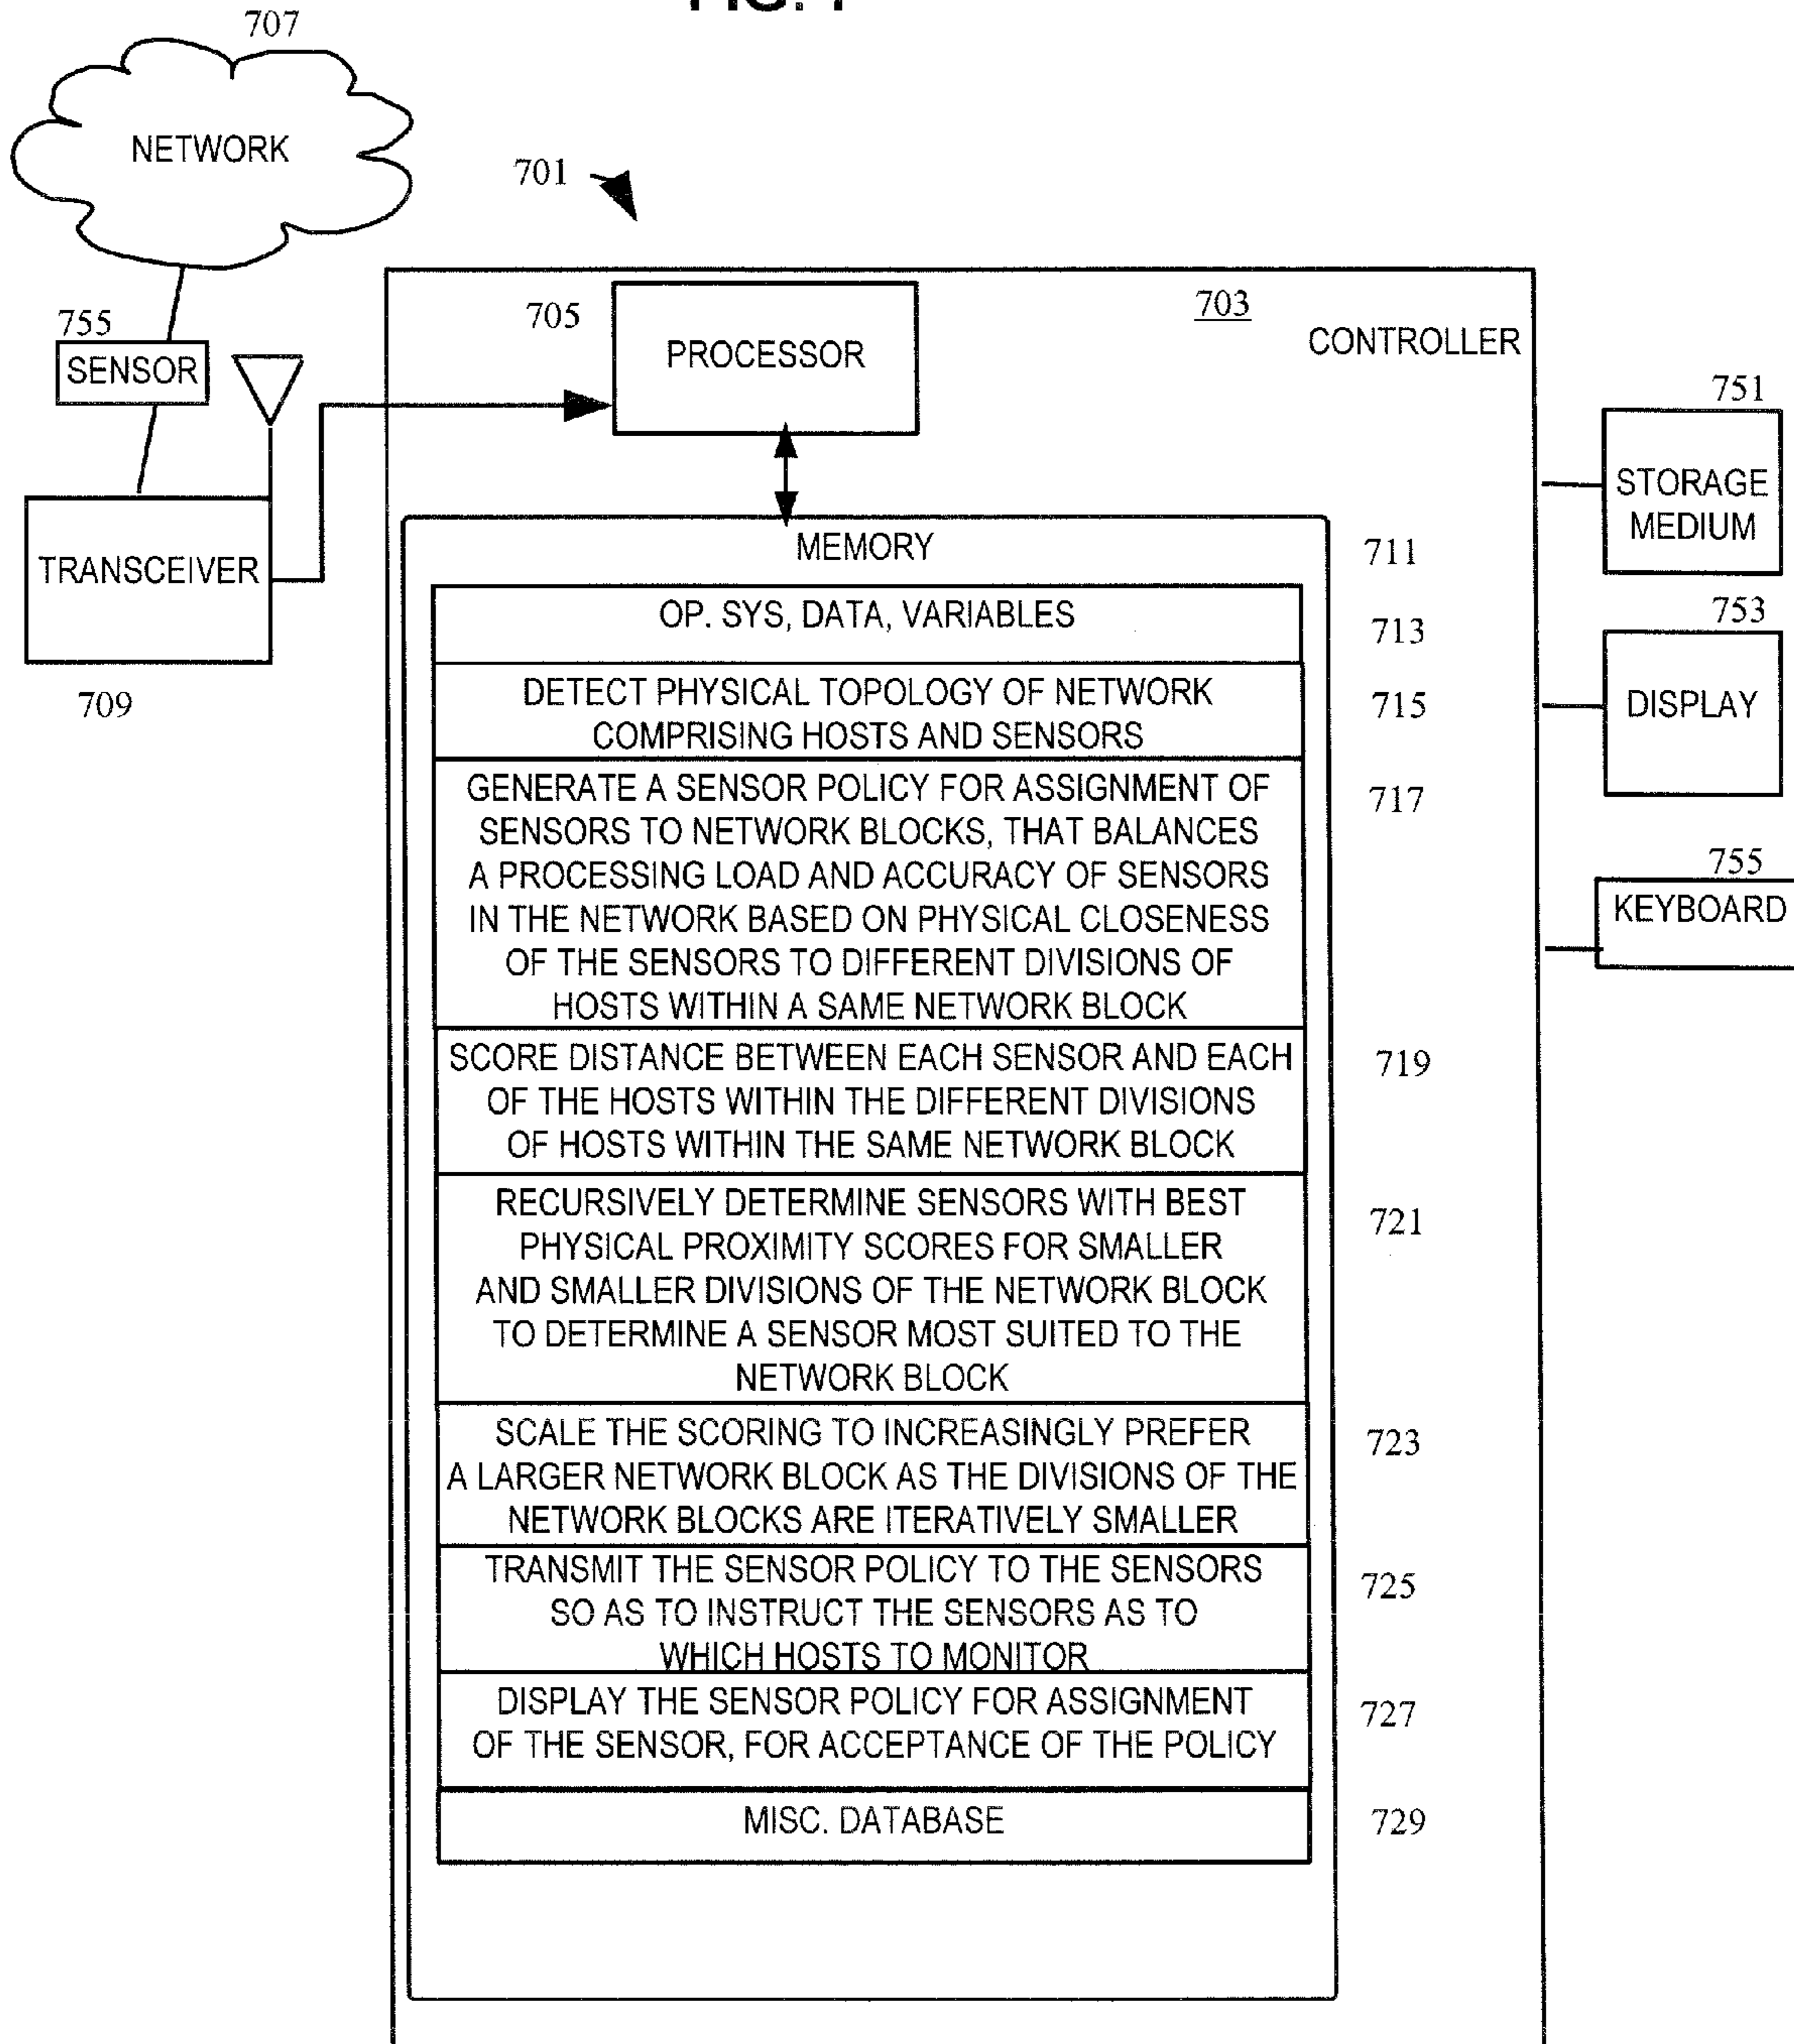 707
NETWORK
701
703
CONTROLLER
705
PROCESSOR
755
SENSOR
TRANSCEIVER
709
751
STORAGE
MEDIUM
753
DISPLAY
755
KEYBOARD
MEMORY
711
OP. SYS, DATA, VARIABLES
713
DETECT PHYSICAL TOPOLOGY OF NETWORK
COMPRISING HOSTS AND SENSORS
715
GENERATE A SENSOR POLICY FOR ASSIGNMENT OF
SENSORS TO NETWORK BLOCKS, THAT BALANCES
A PROCESSING LOAD AND ACCURACY OF SENSORS
IN THE NETWORK BASED ON PHYSICAL CLOSENESS
OF THE SENSORS TO DIFFERENT DIVISIONS OF
HOSTS WITHIN A SAME NETWORK BLOCK
717
SCORE DISTANCE BETWEEN EACH SENSOR AND EACH
OF THE HOSTS WITHIN THE DIFFERENT DIVISIONS
OF HOSTS WITHIN THE SAME NETWORK BLOCK
719
RECURSIVELY DETERMINE SENSORS WITH BEST
PHYSICAL PROXIMITY SCORES FOR SMALLER
AND SMALLER DIVISIONS OF THE NETWORK BLOCK
TO DETERMINE A SENSOR MOST SUITED TO THE
NETWORK BLOCK
721
SCALE THE SCORING TO INCREASINGLY PREFER
A LARGER NETWORK BLOCK AS THE DIVISIONS OF THE
NETWORK BLOCKS ARE ITERATIVELY SMALLER
723
TRANSMIT THE SENSOR POLICY TO THE SENSORS
SO AS TO INSTRUCT THE SENSORS AS TO
WHICH HOSTS TO MONITOR
725
DISPLAY THE SENSOR POLICY FOR ASSIGNMENT
OF THE SENSOR, FOR ACCEPTANCE OF THE POLICY
727
MISC. DATABASE
729